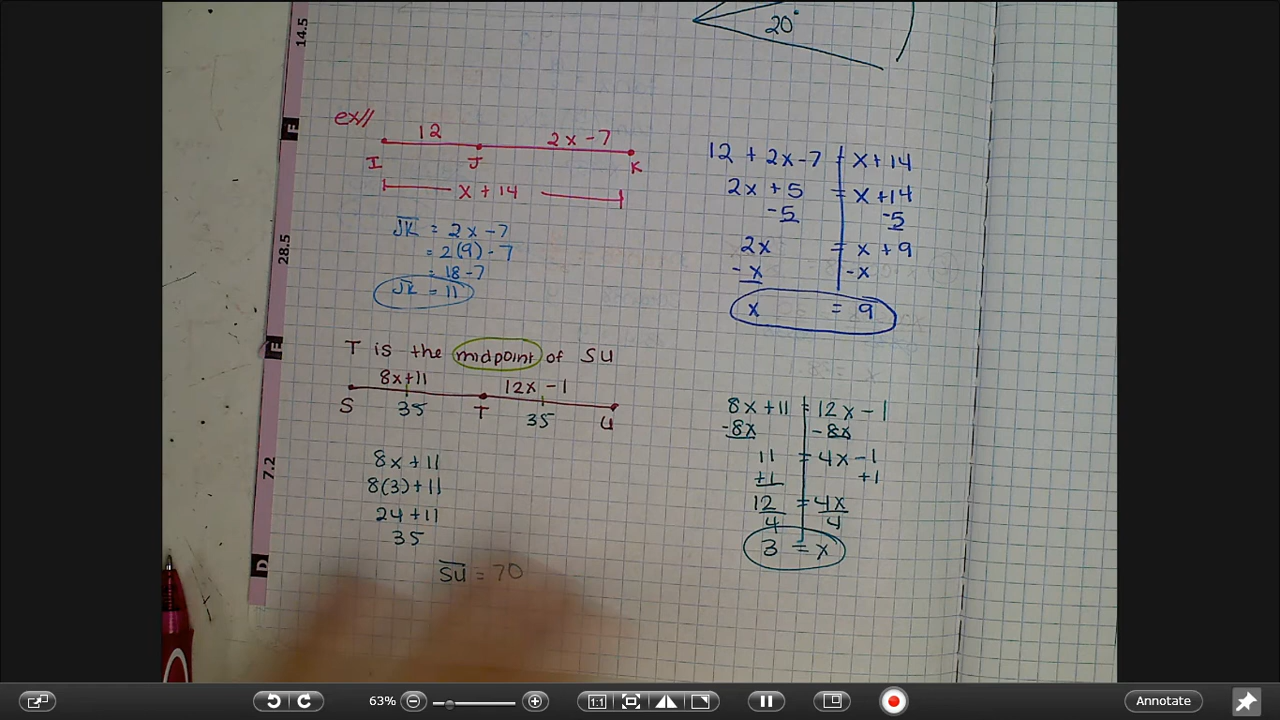 14.5
20°
F
ex//
12
2x-7
I
J
K
x + 14
12 + 2x-7 = x+14
2x + 5 = x+14
-5
-5
2x = x + 9
-x
-x
x = 9
28.5
JK = 2x-7
= 2(9)-7
= 18-7
JK = 11
E
T is the midpoint of SU
8x+11
12x-1
S
35
T
35
U
8x+11 = 12x-1
-8x
-8x
11 = 4x-1
+1
+1
12 = 4x
4
4
3 = x
7.2
8x+11
8(3)+11
24+11
35
D
SU = 70
63%
1:1
Annotate